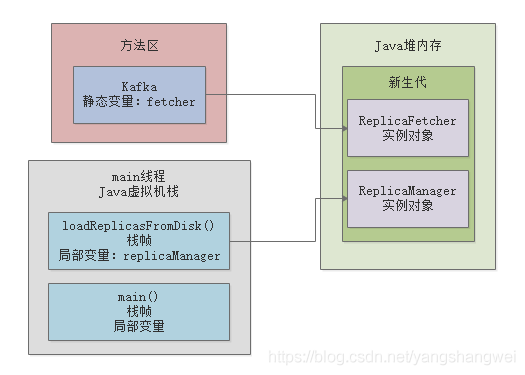 方法区
Kafka
静态变量：fetcher
main线程
Java虚拟机栈
loadReplicasFromDisk()
栈帧
局部变量：replicaManager
main()
栈帧
局部变量
Java堆内存
新生代
ReplicaFetcher
实例对象
ReplicaManager
实例对象
https://blog.csdn.net/yangshangwei